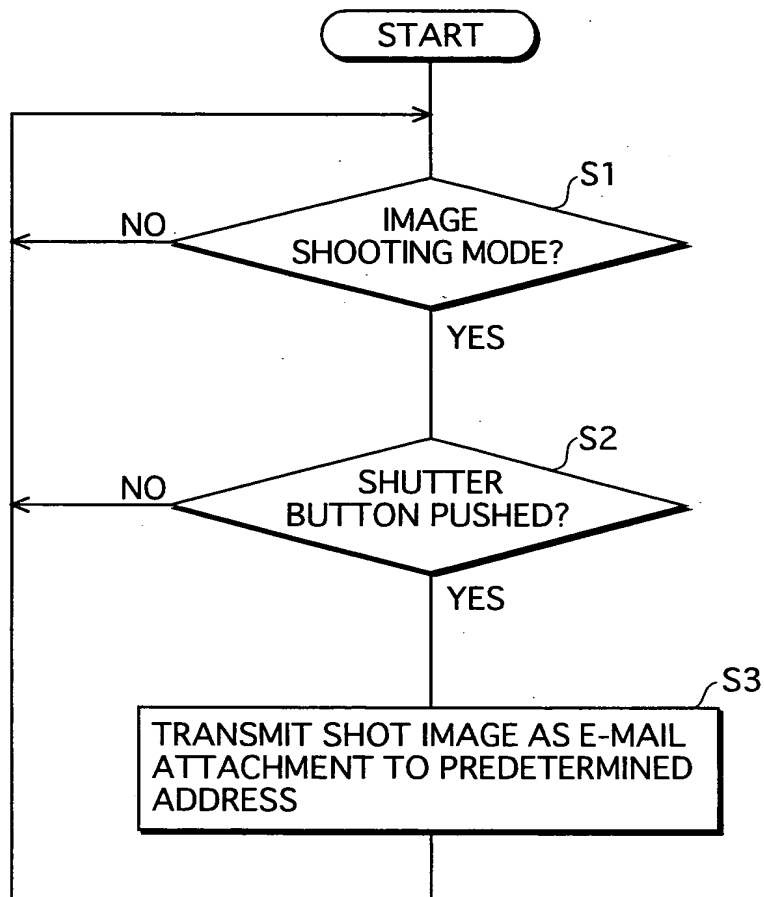 START
S1
IMAGE
SHOOTING MODE?
NO
YES
S2
SHUTTER
BUTTON PUSHED?
NO
YES
S3
TRANSMIT SHOT IMAGE AS E-MAIL
ATTACHMENT TO PREDETERMINED
ADDRESS